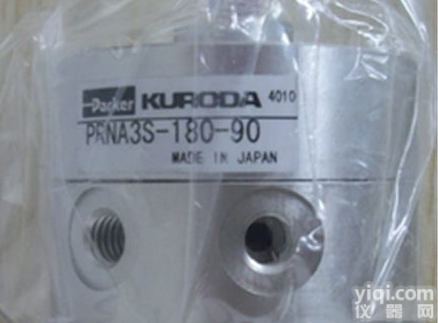 Parker KURODA 4010
PRNA3S-180-90
MADE IN JAPAN
yiqi.com
仪器网